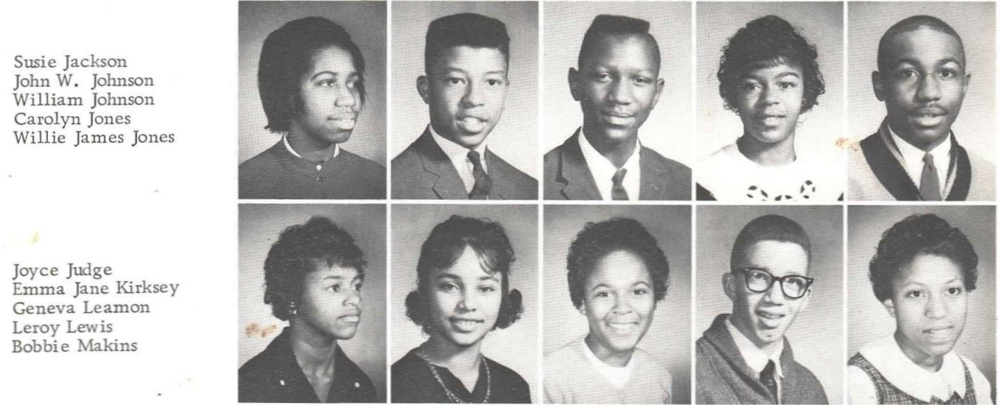 Susie Jackson
John W. Johnson
William Johnson
Carolyn Jones
Willie James Jones
Joyce Judge
Emma Jane Kirksey
Geneva Leamon
Leroy Lewis
Bobbie Makins